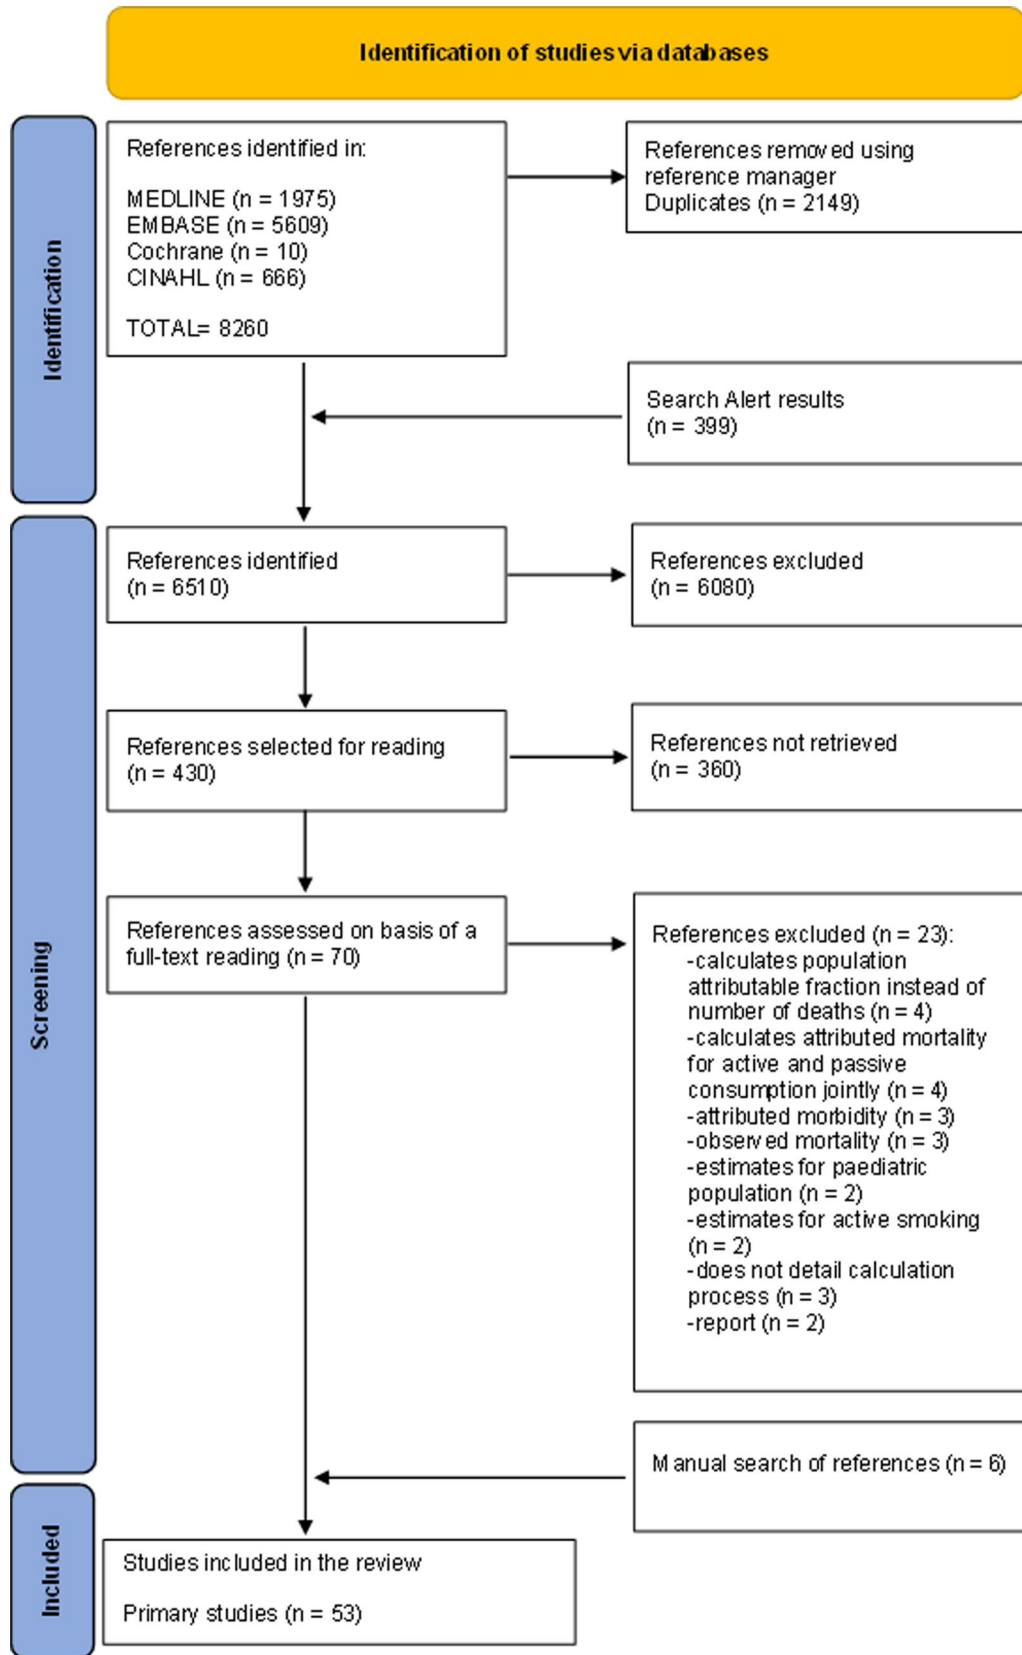 Identification of studies via databases
Identification
References identified in:
MEDLINE (n = 1975)
EMBASE (n = 5609)
Cochrane (n = 10)
CINAHL (n = 666)
TOTAL= 8260
References removed using
reference manager
Duplicates (n = 2149)
Search Alert results
(n = 399)
Screening
References identified
(n = 6510)
References excluded
(n = 6080)
References selected for reading
(n = 430)
References not retrieved
(n = 360)
References assessed on basis of a
full-text reading (n = 70)
References excluded (n = 23):
-calculates population
attributable fraction instead of
number of deaths (n = 4)
-calculates attributed mortality
for active and passive
consumption jointly (n = 4)
-attributed morbidity (n = 3)
-observed mortality (n = 3)
-estimates for paediatric
population (n = 2)
-estimates for active smoking
(n = 2)
-does not detail calculation
process (n = 3)
-report (n = 2)
Manual search of references (n = 6)
Included
Studies included in the review
Primary studies (n = 53)